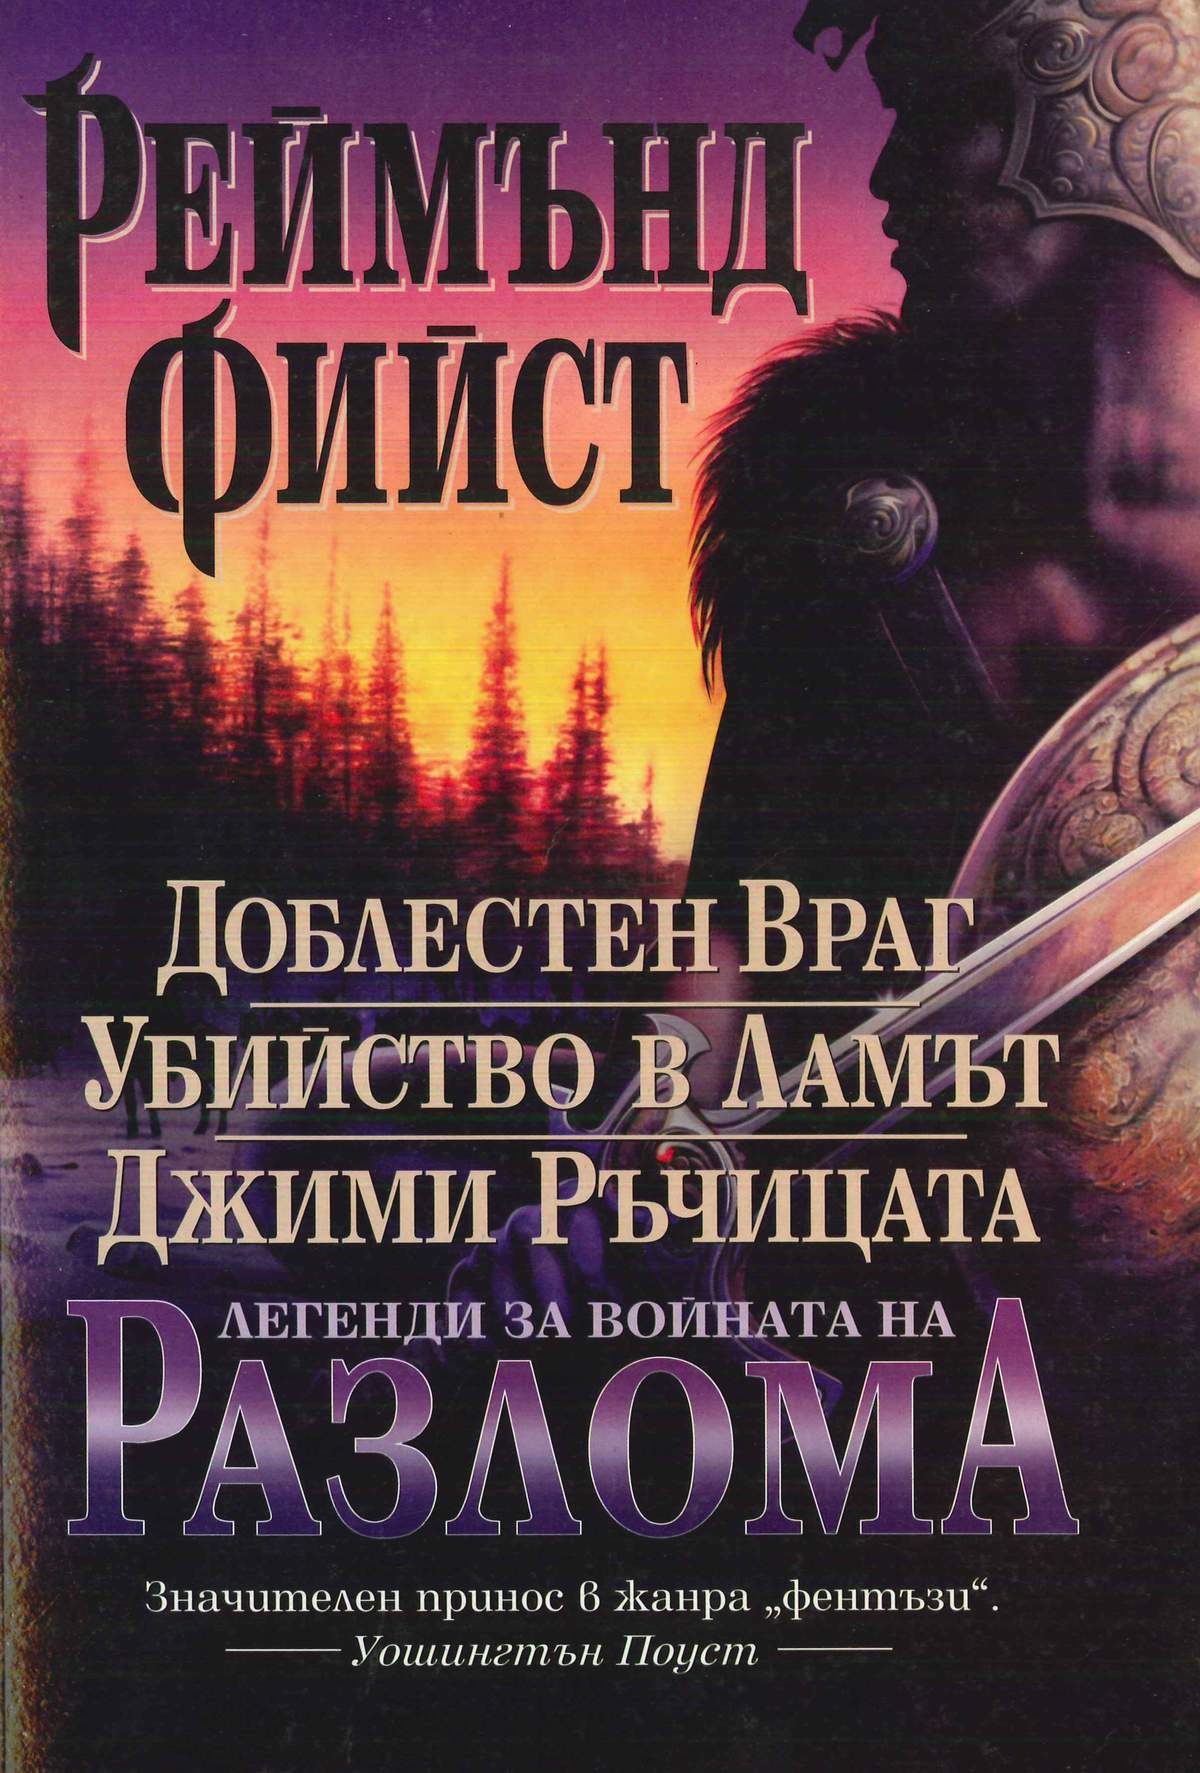 Реймънд
Фийст
Доблестен Враг
Убийство в Ламът
Джими Ръчицата
легенди за войната на
РазломА
Значителен принос в жанра „фентъзи“.
Уошингтън Поуст